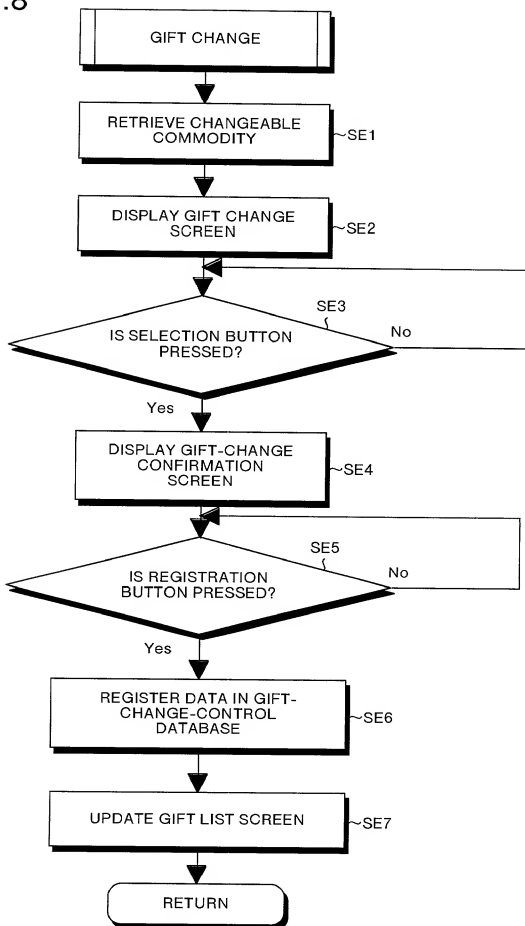 .8
GIFT CHANGE
RETRIEVE CHANGEABLE
COMMODITY
SE1
DISPLAY GIFT CHANGE
SCREEN
SE2
SE3
IS SELECTION BUTTON
PRESSED?
No
Yes
DISPLAY GIFT-CHANGE
CONFIRMATION
SCREEN
SE4
SE5
IS REGISTRATION
BUTTON PRESSED?
No
Yes
REGISTER DATA IN GIFT-
CHANGE-CONTROL
DATABASE
SE6
UPDATE GIFT LIST SCREEN
SE7
RETURN